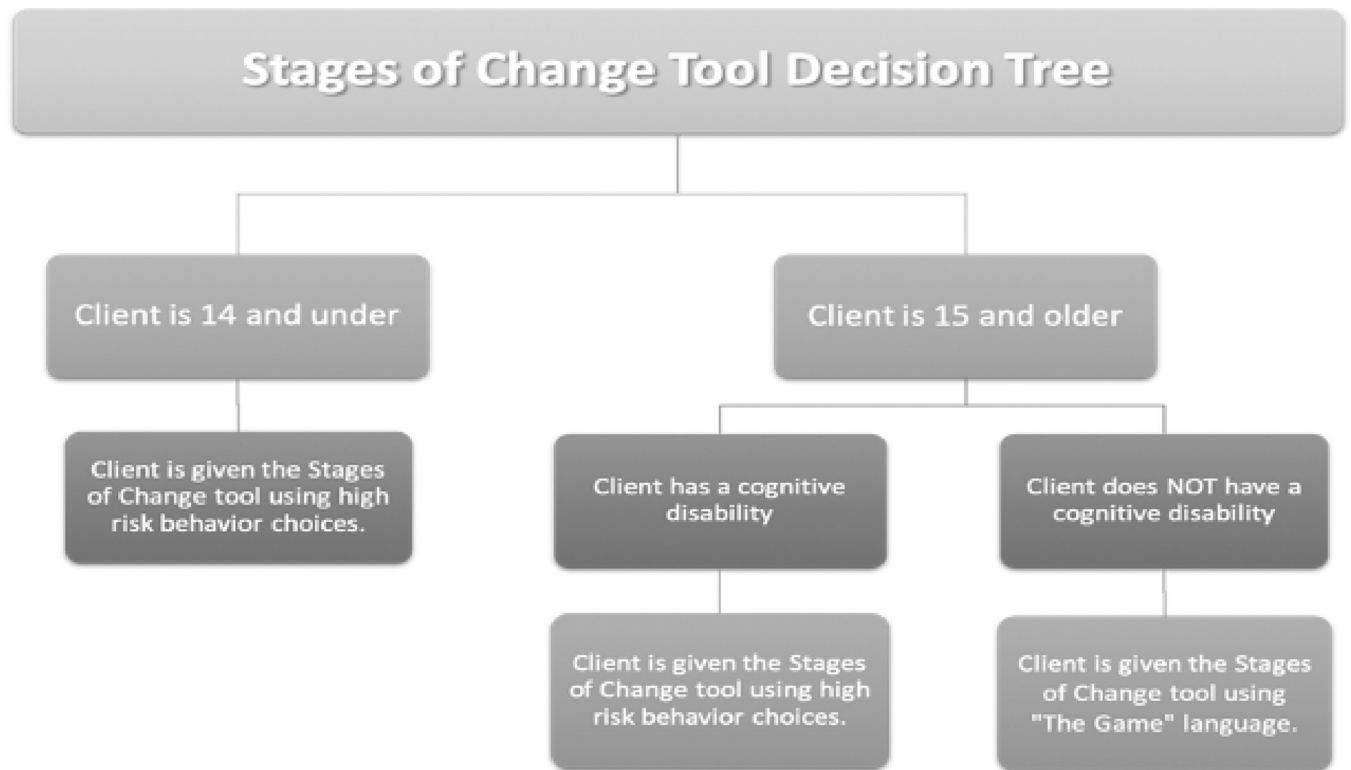 Stages of Change Tool Decision Tree
Client is 14 and under
Client is 15 and older
Client is given the Stages
of Change tool using high
risk behavior choices.
Client has a cognitive
disability
Client does NOT have a
cognitive disability
Client is given the Stages
of Change tool using high
risk behavior choices.
Client is given the Stages
of Change tool using
"The Game" language.